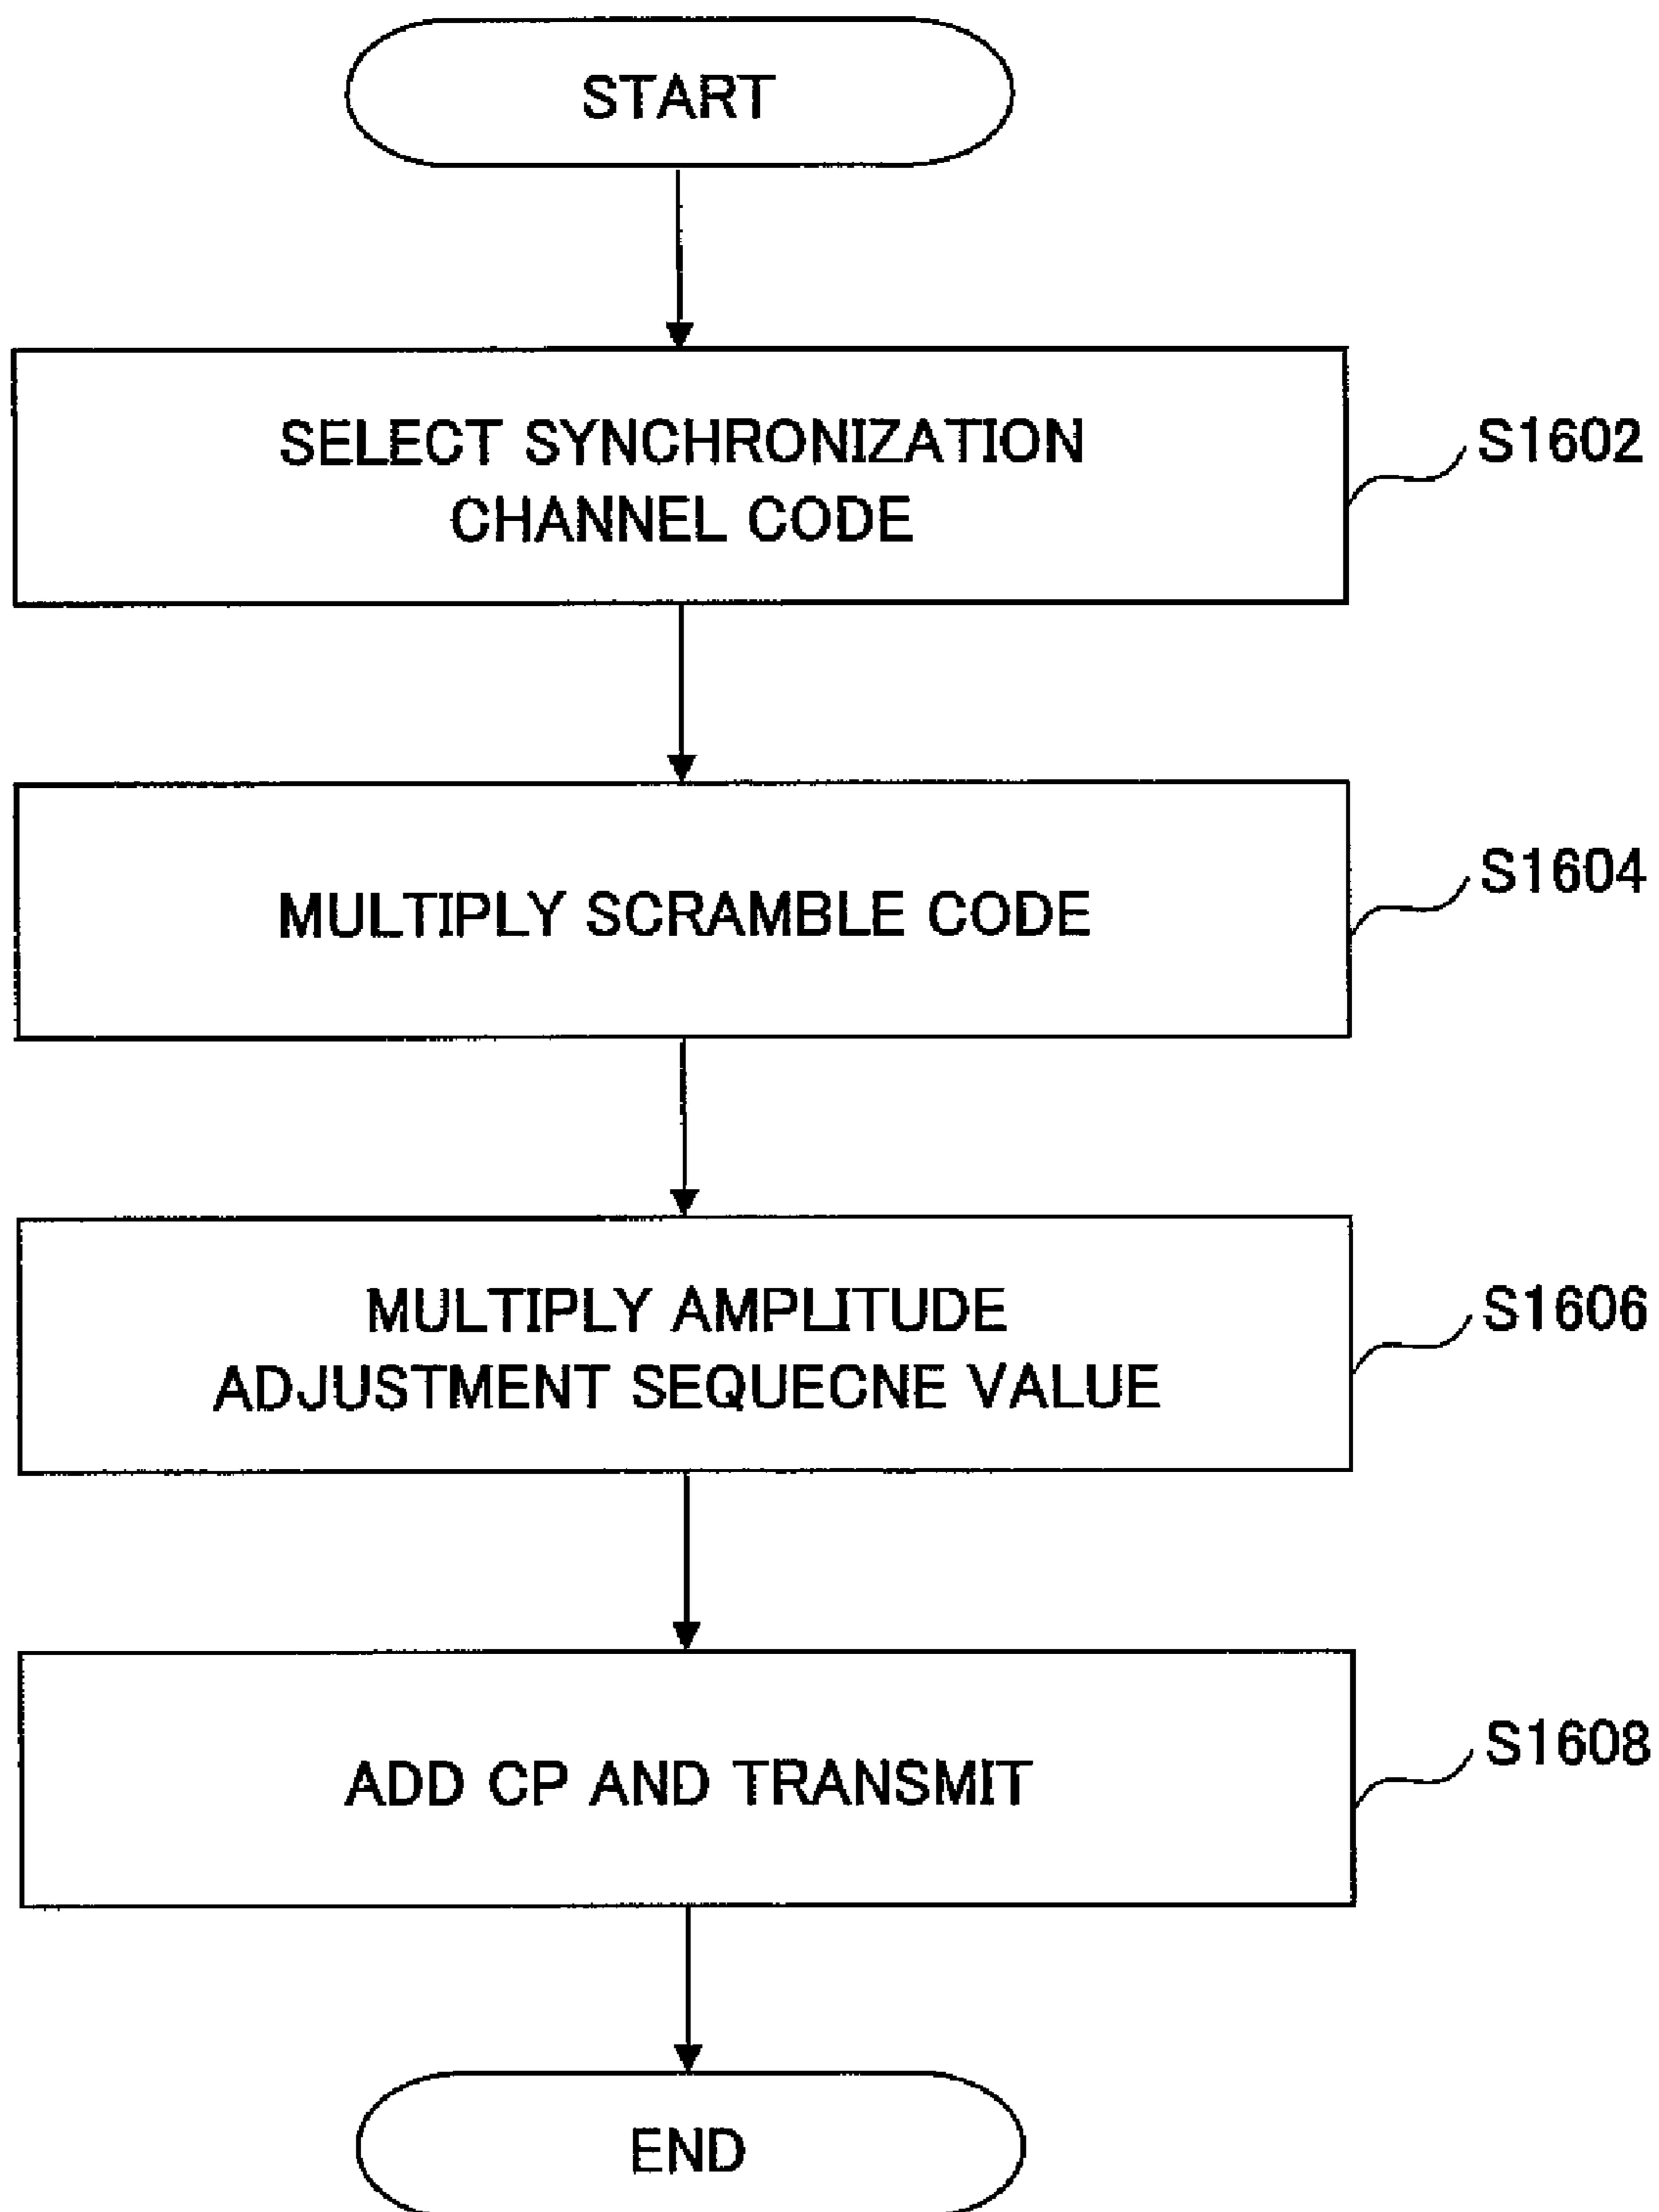 START
SELECT SYNCHRONIZATION
CHANNEL CODE
S1602
MULTIPLY SCRAMBLE CODE
S1604
MULTIPLY AMPLITUDE
ADJUSTMENT SEQUECNE VALUE
S1606
ADD CP AND TRANSMIT
S1608
END